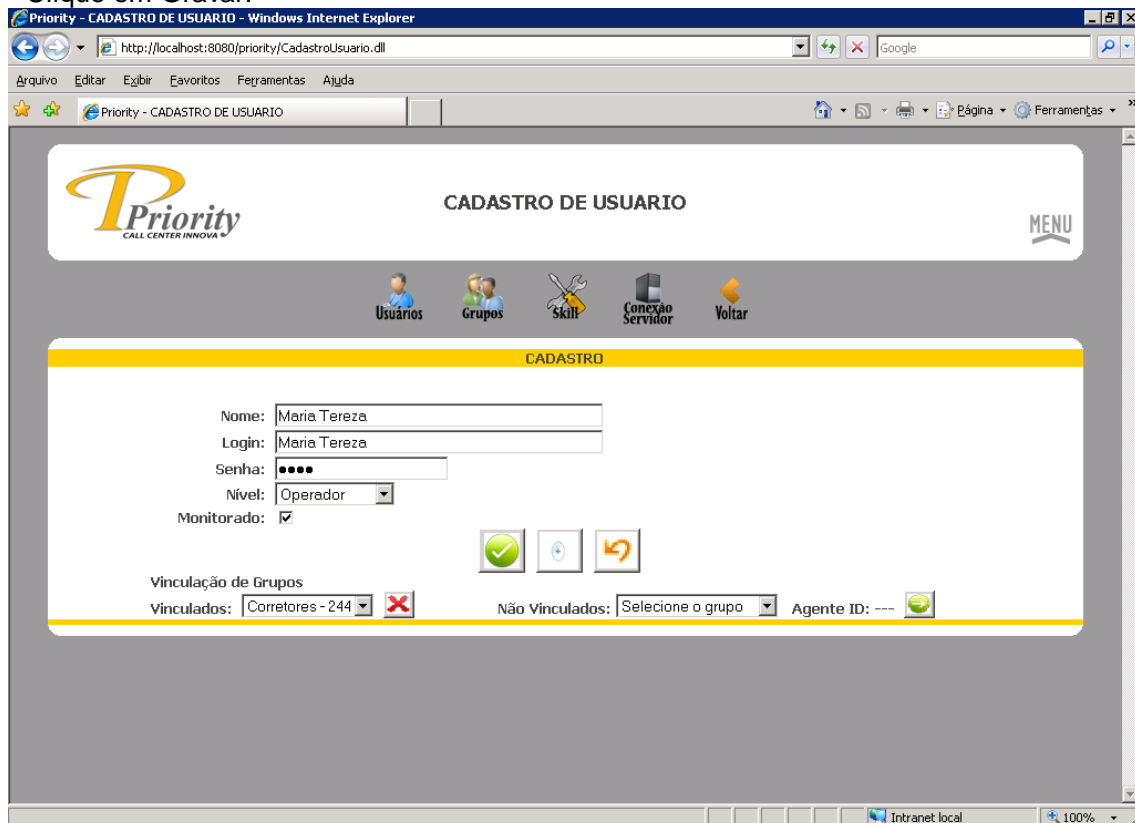 Clique em Gravar.
Priority - CADASTRO DE USUARIO - Windows Internet Explorer
http://localhost:8080/priority/CadastroUsuario.dll
Google
Arquivo Editar Exibir Favoritos Ferramentas Ajuda
Priority - CADASTRO DE USUARIO
Página Ferramentas
Priority
CALL CENTER INNOVA
CADASTRO DE USUARIO
MENU
Usuários Grupos Skill Conexão Servidor Voltar
CADASTRO
Nome: Maria Tereza
Login: Maria Tereza
Senha: ●●●●
Nível: Operador
Monitorado:
Vinculação de Grupos
Vinculados: Corretores - 244 Não Vinculados: Selecione o grupo Agente ID: ---
Intranet local 100%